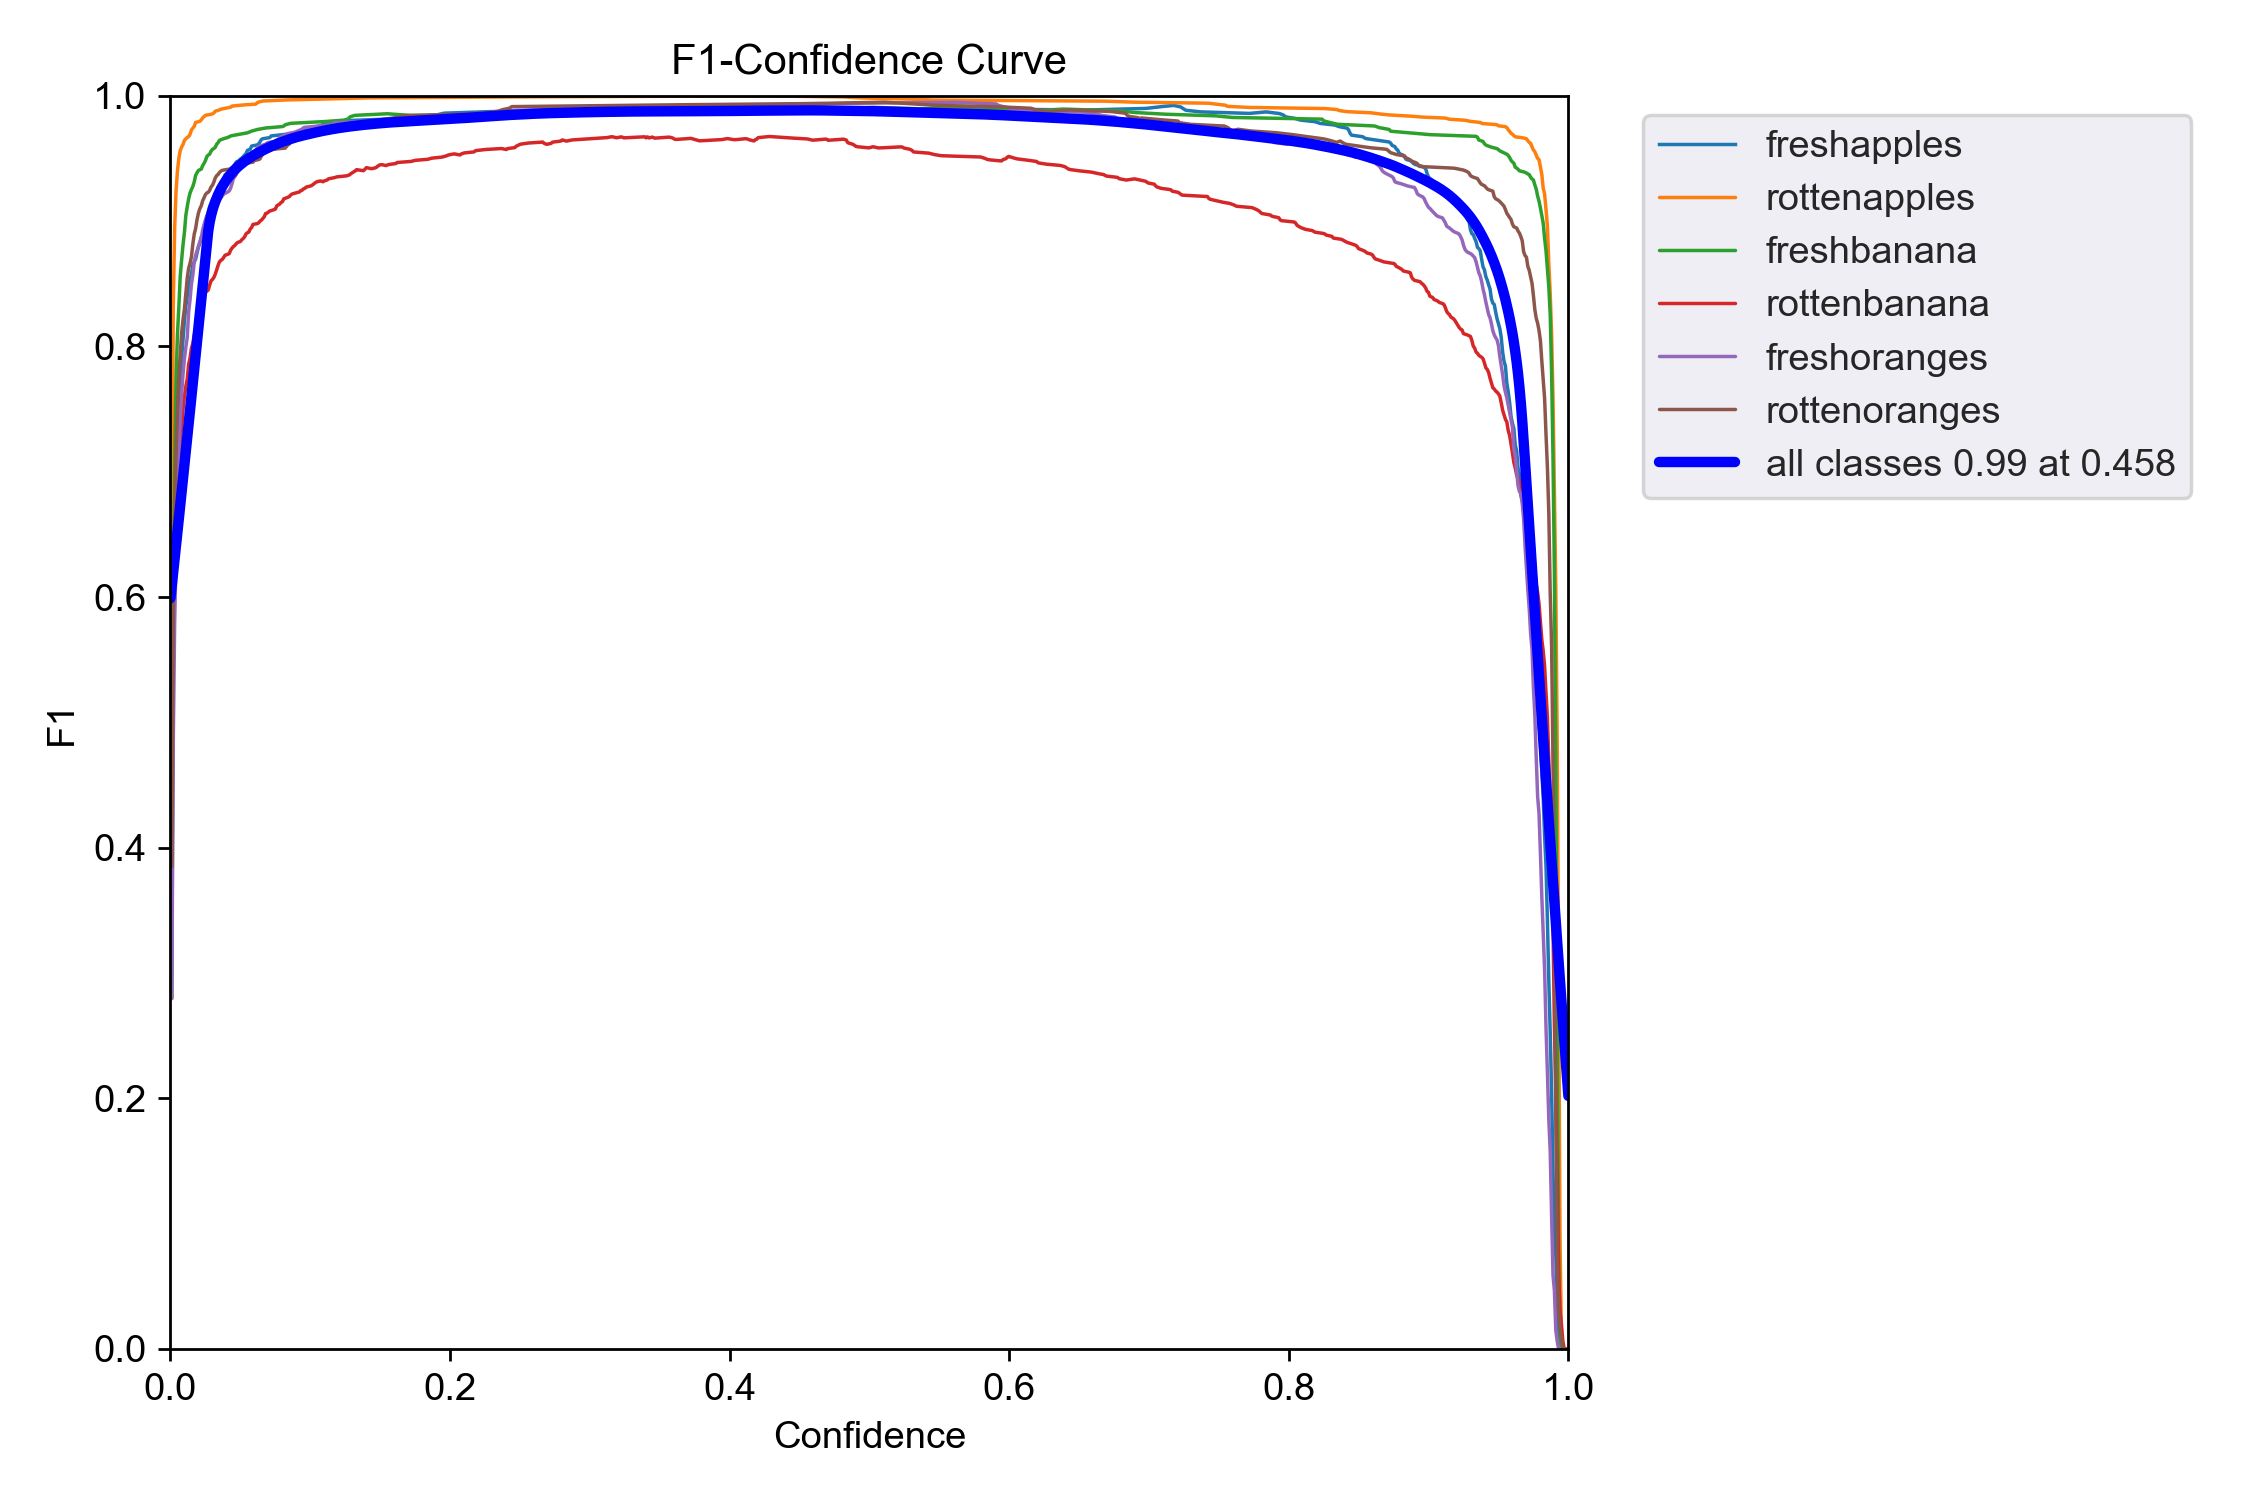 F1-Confidence Curve
1.0
0.8
0.6
0.4
0.2
0.0
F1
0.0 0.2 0.4 0.6 0.8 1.0
Confidence
freshapples
rottenapples
freshbanana
rottenbanana
freshoranges
rottenoranges
all classes 0.99 at 0.458